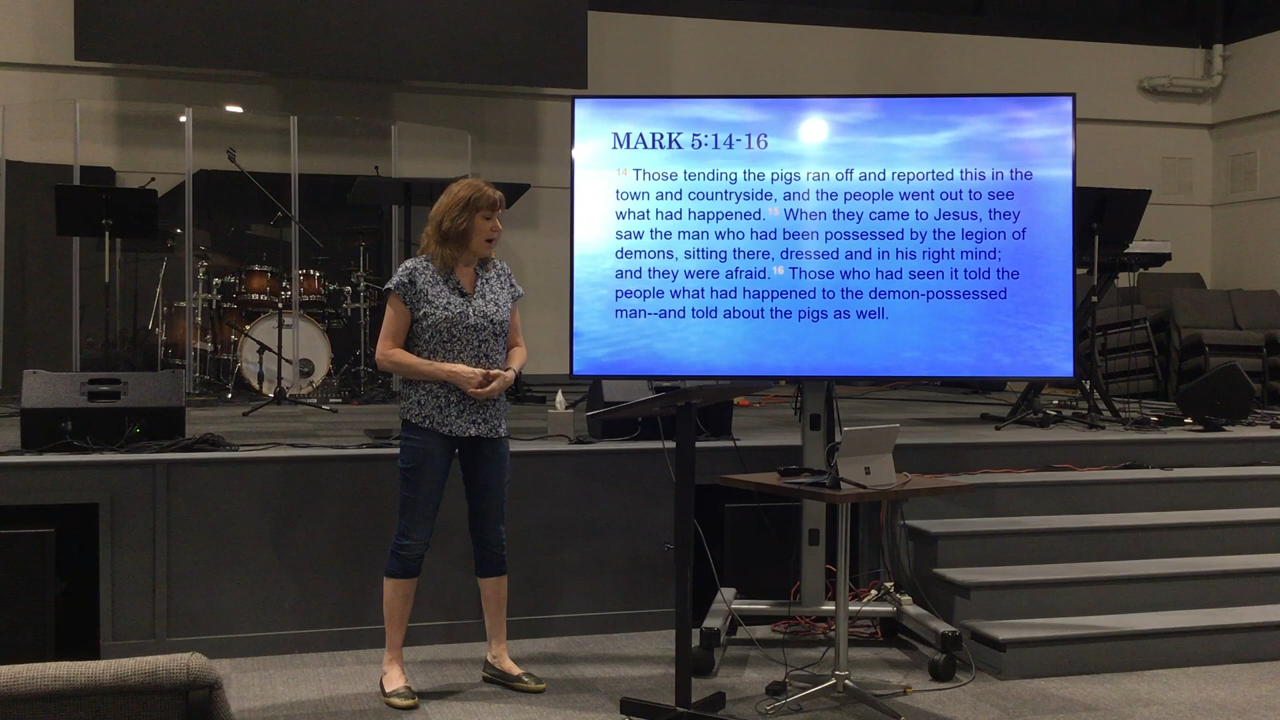 MARK 5:14-16
14 Those tending the pigs ran off and reported this in the
town and countryside, and the people went out to see
what had happened. 15 When they came to Jesus, they
saw the man who had been possessed by the legion of
demons, sitting there, dressed and in his right mind;
and they were afraid. 16 Those who had seen it told the
people what had happened to the demon-possessed
man--and told about the pigs as well.